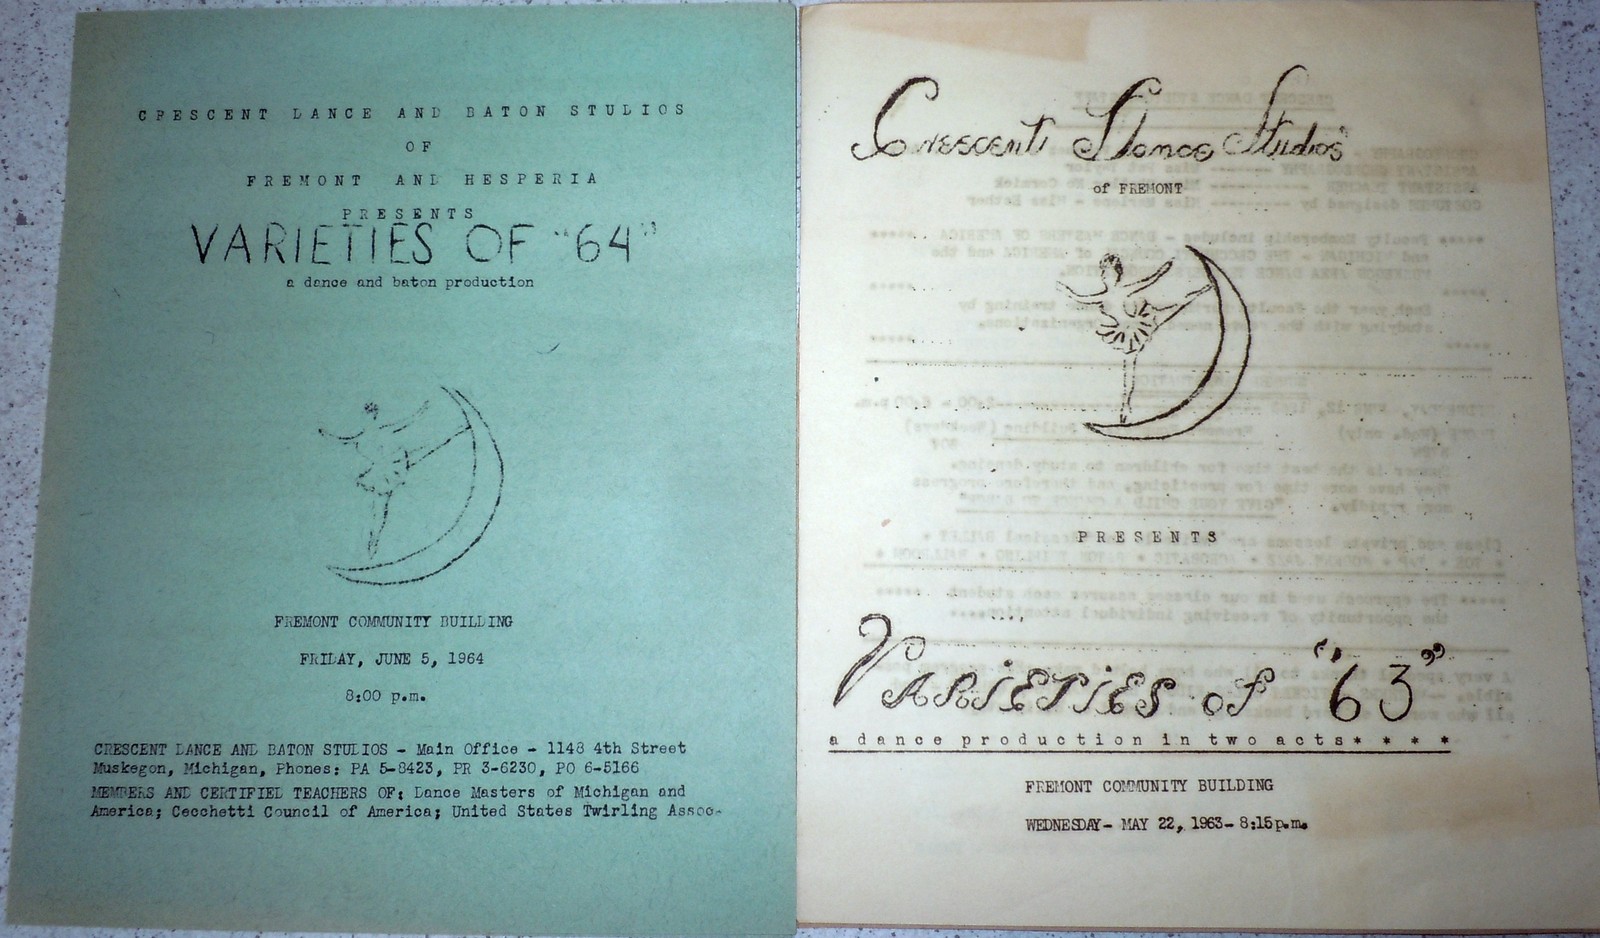 CRESCENT DANCE AND BATON STUDIOS
OF
FREMONT AND HESPERIA
PRESENTS
VARIETIES OF "64"
a dance and baton production
FREMONT COMMUNITY BUILDING
FRIDAY, JUNE 5, 1964
8:00 p.m.
CRESCENT DANCE AND BATON STUDIOS - Main Office - 1148 4th Street
Muskegon, Michigan, Phones: PA 5-8423, PR 3-6230, PO 6-5166
MEMBERS AND CERTIFIED TEACHERS OF: Dance Masters of Michigan and
America; Cecchetti Council of America; United States Twirling Assoc-
Crescent Dance Studios
of FREMONT
PRESENTS
VARIETIES of "63"
a dance production in two acts* * * *
FREMONT COMMUNITY BUILDING
WEDNESDAY- MAY 22, 1963- 8:15p.m.